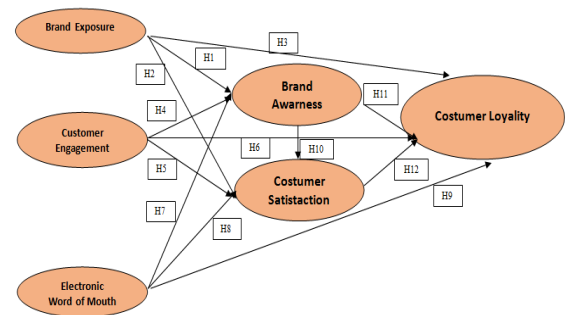 Brand Exposure
H3
H1
H2
Brand
Awarness
H11
Costumer Loyality
H4
Customer
Engagement
H6
H10
H5
Costumer
Satistaction
H12
H9
H7
H8
Electronic
Word of Mouth